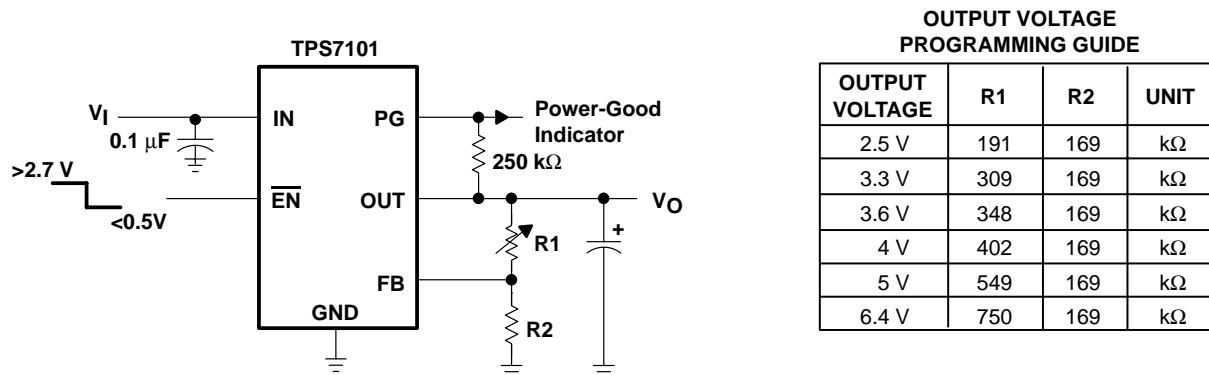 TPS7101
V_I
0.1 μF
>2.7 V
<0.5V
IN
EN
PG
OUT
FB
GND
Power-Good
Indicator
250 kΩ
V_O
+
R1
R2
OUTPUT VOLTAGE
PROGRAMMING GUIDE
OUTPUT VOLTAGE R1 R2 UNIT
2.5 V 191 169 kΩ
3.3 V 309 169 kΩ
3.6 V 348 169 kΩ
4 V 402 169 kΩ
5 V 549 169 kΩ
6.4 V 750 169 kΩ